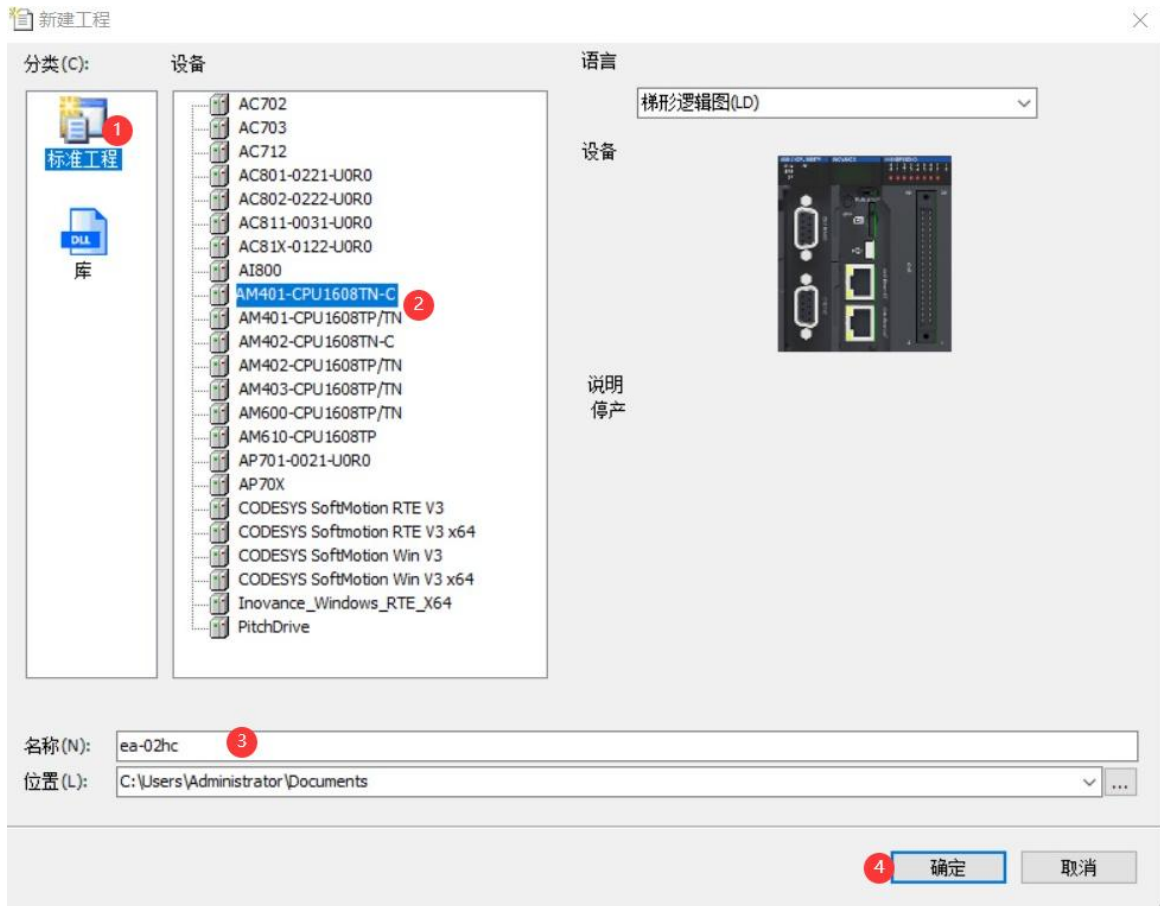 新建工程
分类(C):
设备
语言
1
标准工程
DLL
库
AC702
AC703
AC712
AC801-0221-U0R0
AC802-0222-U0R0
AC811-0031-U0R0
AC81X-0122-U0R0
AI800
AM401-CPU1608TN-C
2
AM401-CPU1608TP/TN
AM402-CPU1608TN-C
AM402-CPU1608TP/TN
AM403-CPU1608TP/TN
AM600-CPU1608TP/TN
AM610-CPU1608TP
AP701-0021-U0R0
AP70X
CODESYS SoftMotion RTE V3
CODESYS Softmotion RTE V3 x64
CODESYS SoftMotion Win V3
CODESYS SoftMotion Win V3 x64
Inovance_Windows_RTE_X64
PitchDrive
梯形逻辑图(LD)
设备
说明
停产
名称(N):
ea-02hc
3
位置(L):
C:\Users\Administrator\Documents
...
4
确定
取消